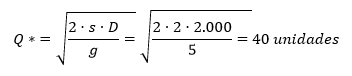 Q * = √(2 · s · D / g) = √(2 · 2 · 2.000 / 5) = 40 unidades